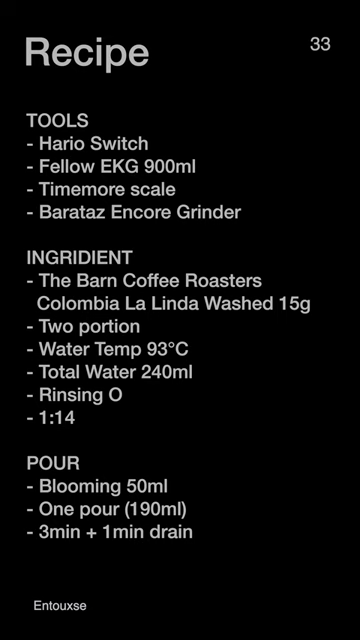 Recipe
33
TOOLS
- Hario Switch
- Fellow EKG 900ml
- Timemore scale
- Barataz Encore Grinder
INGRIDIENT
- The Barn Coffee Roasters
Colombia La Linda Washed 15g
- Two portion
- Water Temp 93°C
- Total Water 240ml
- Rinsing O
- 1:14
POUR
- Blooming 50ml
- One pour (190ml)
- 3min + 1min drain
Entouxse